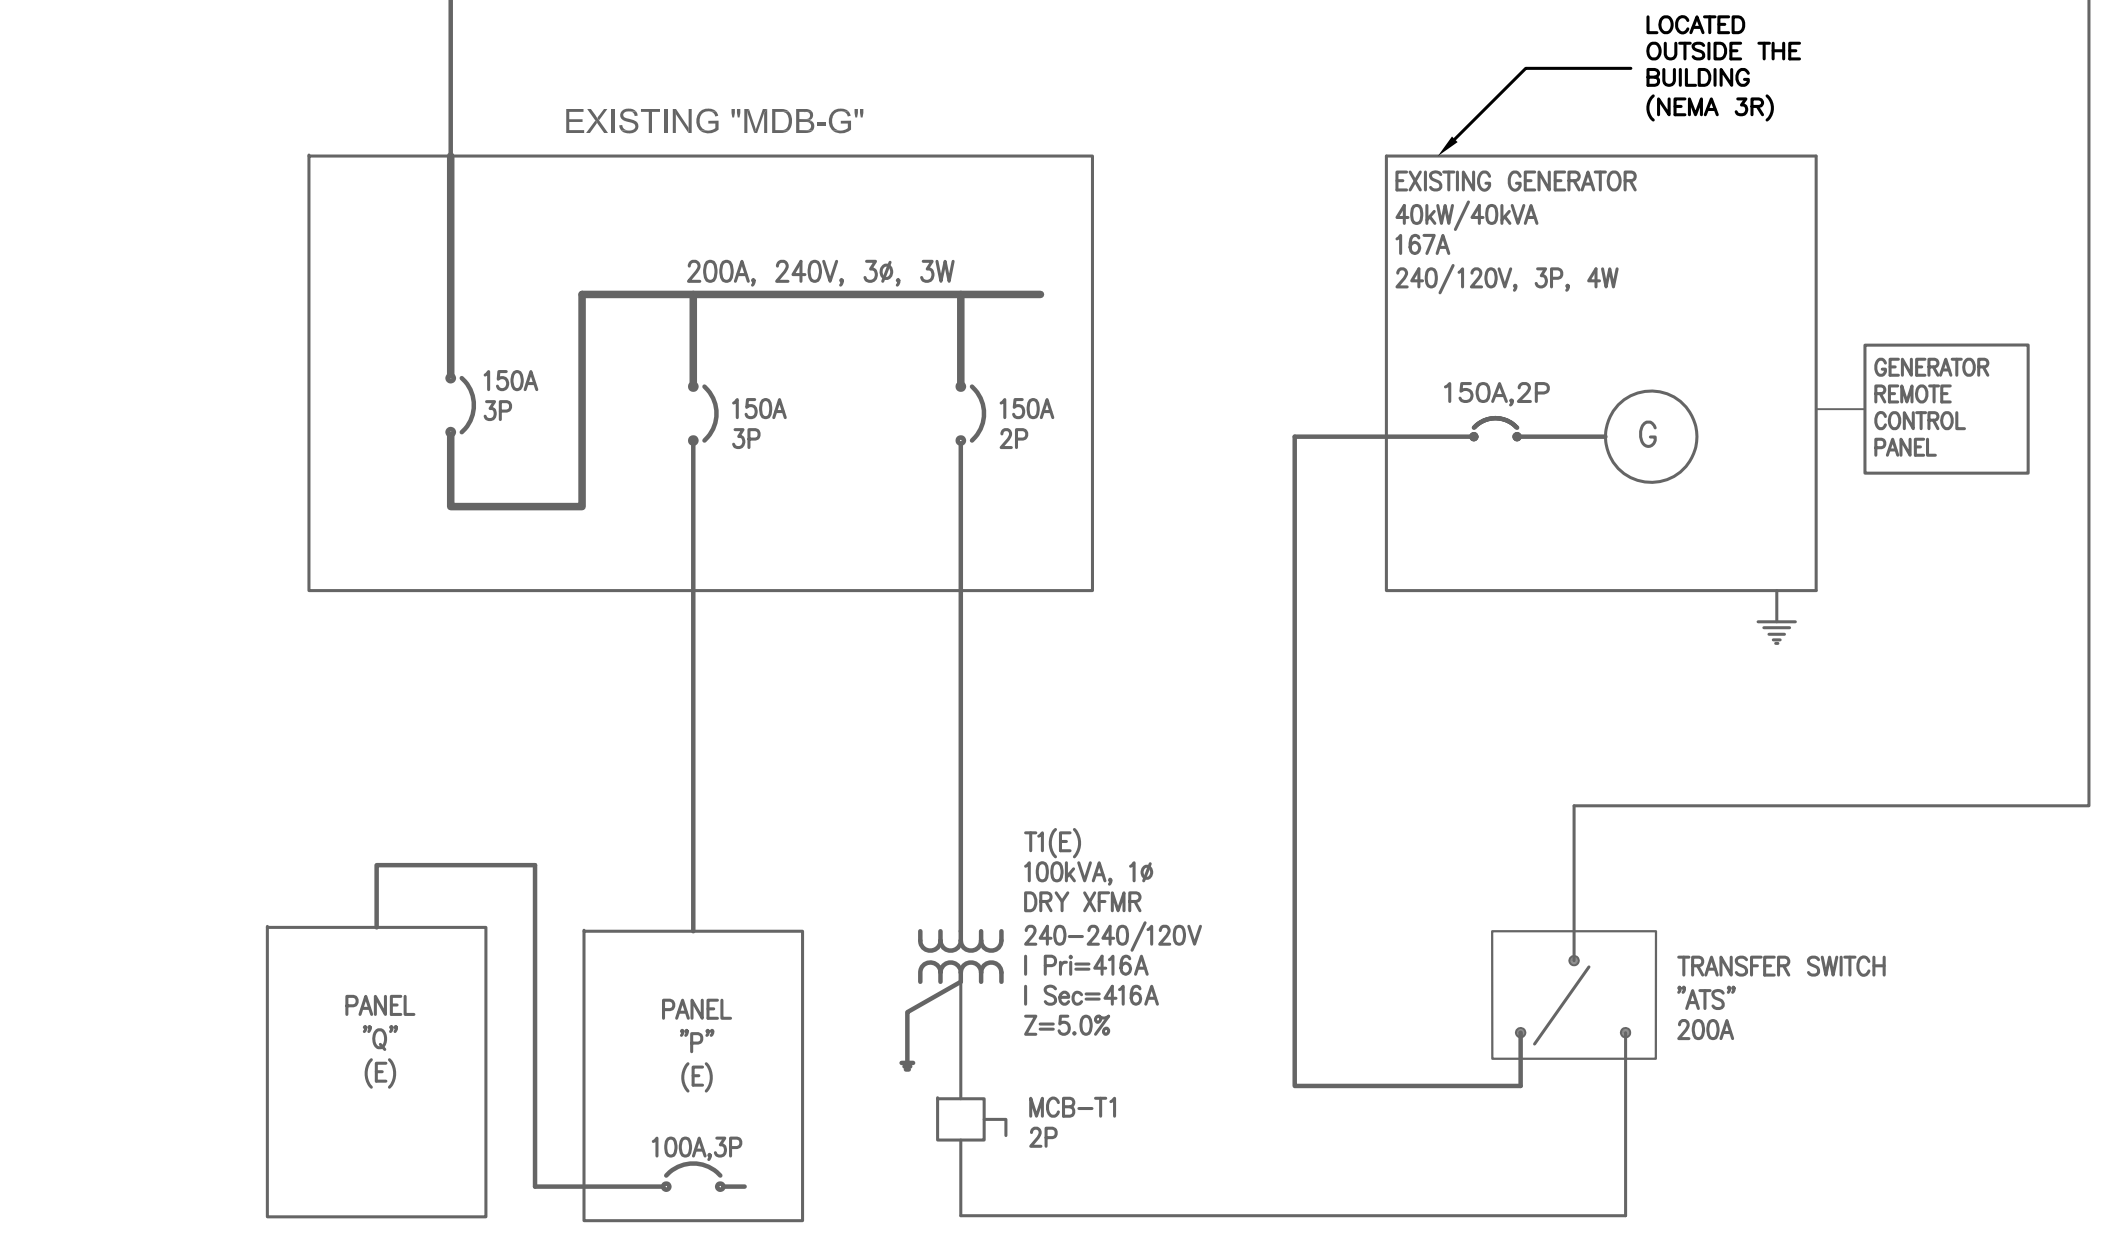 LOCATED
OUTSIDE THE
BUILDING
(NEMA 3R)
EXISTING "MDB-G"
200A, 240V, 3ø, 3W
150A
3P
150A
3P
150A
2P
EXISTING GENERATOR
40kW/40kVA
167A
240/120V, 3P, 4W
150A,2P
G
GENERATOR
REMOTE
CONTROL
PANEL
T1(E)
100kVA, 1ø
DRY XFMR
240-240/120V
I Pri=416A
I Sec=416A
Z=5.0%
MCB-T1
2P
TRANSFER SWITCH
"ATS"
200A
PANEL
"Q"
(E)
PANEL
"P"
(E)
100A,3P